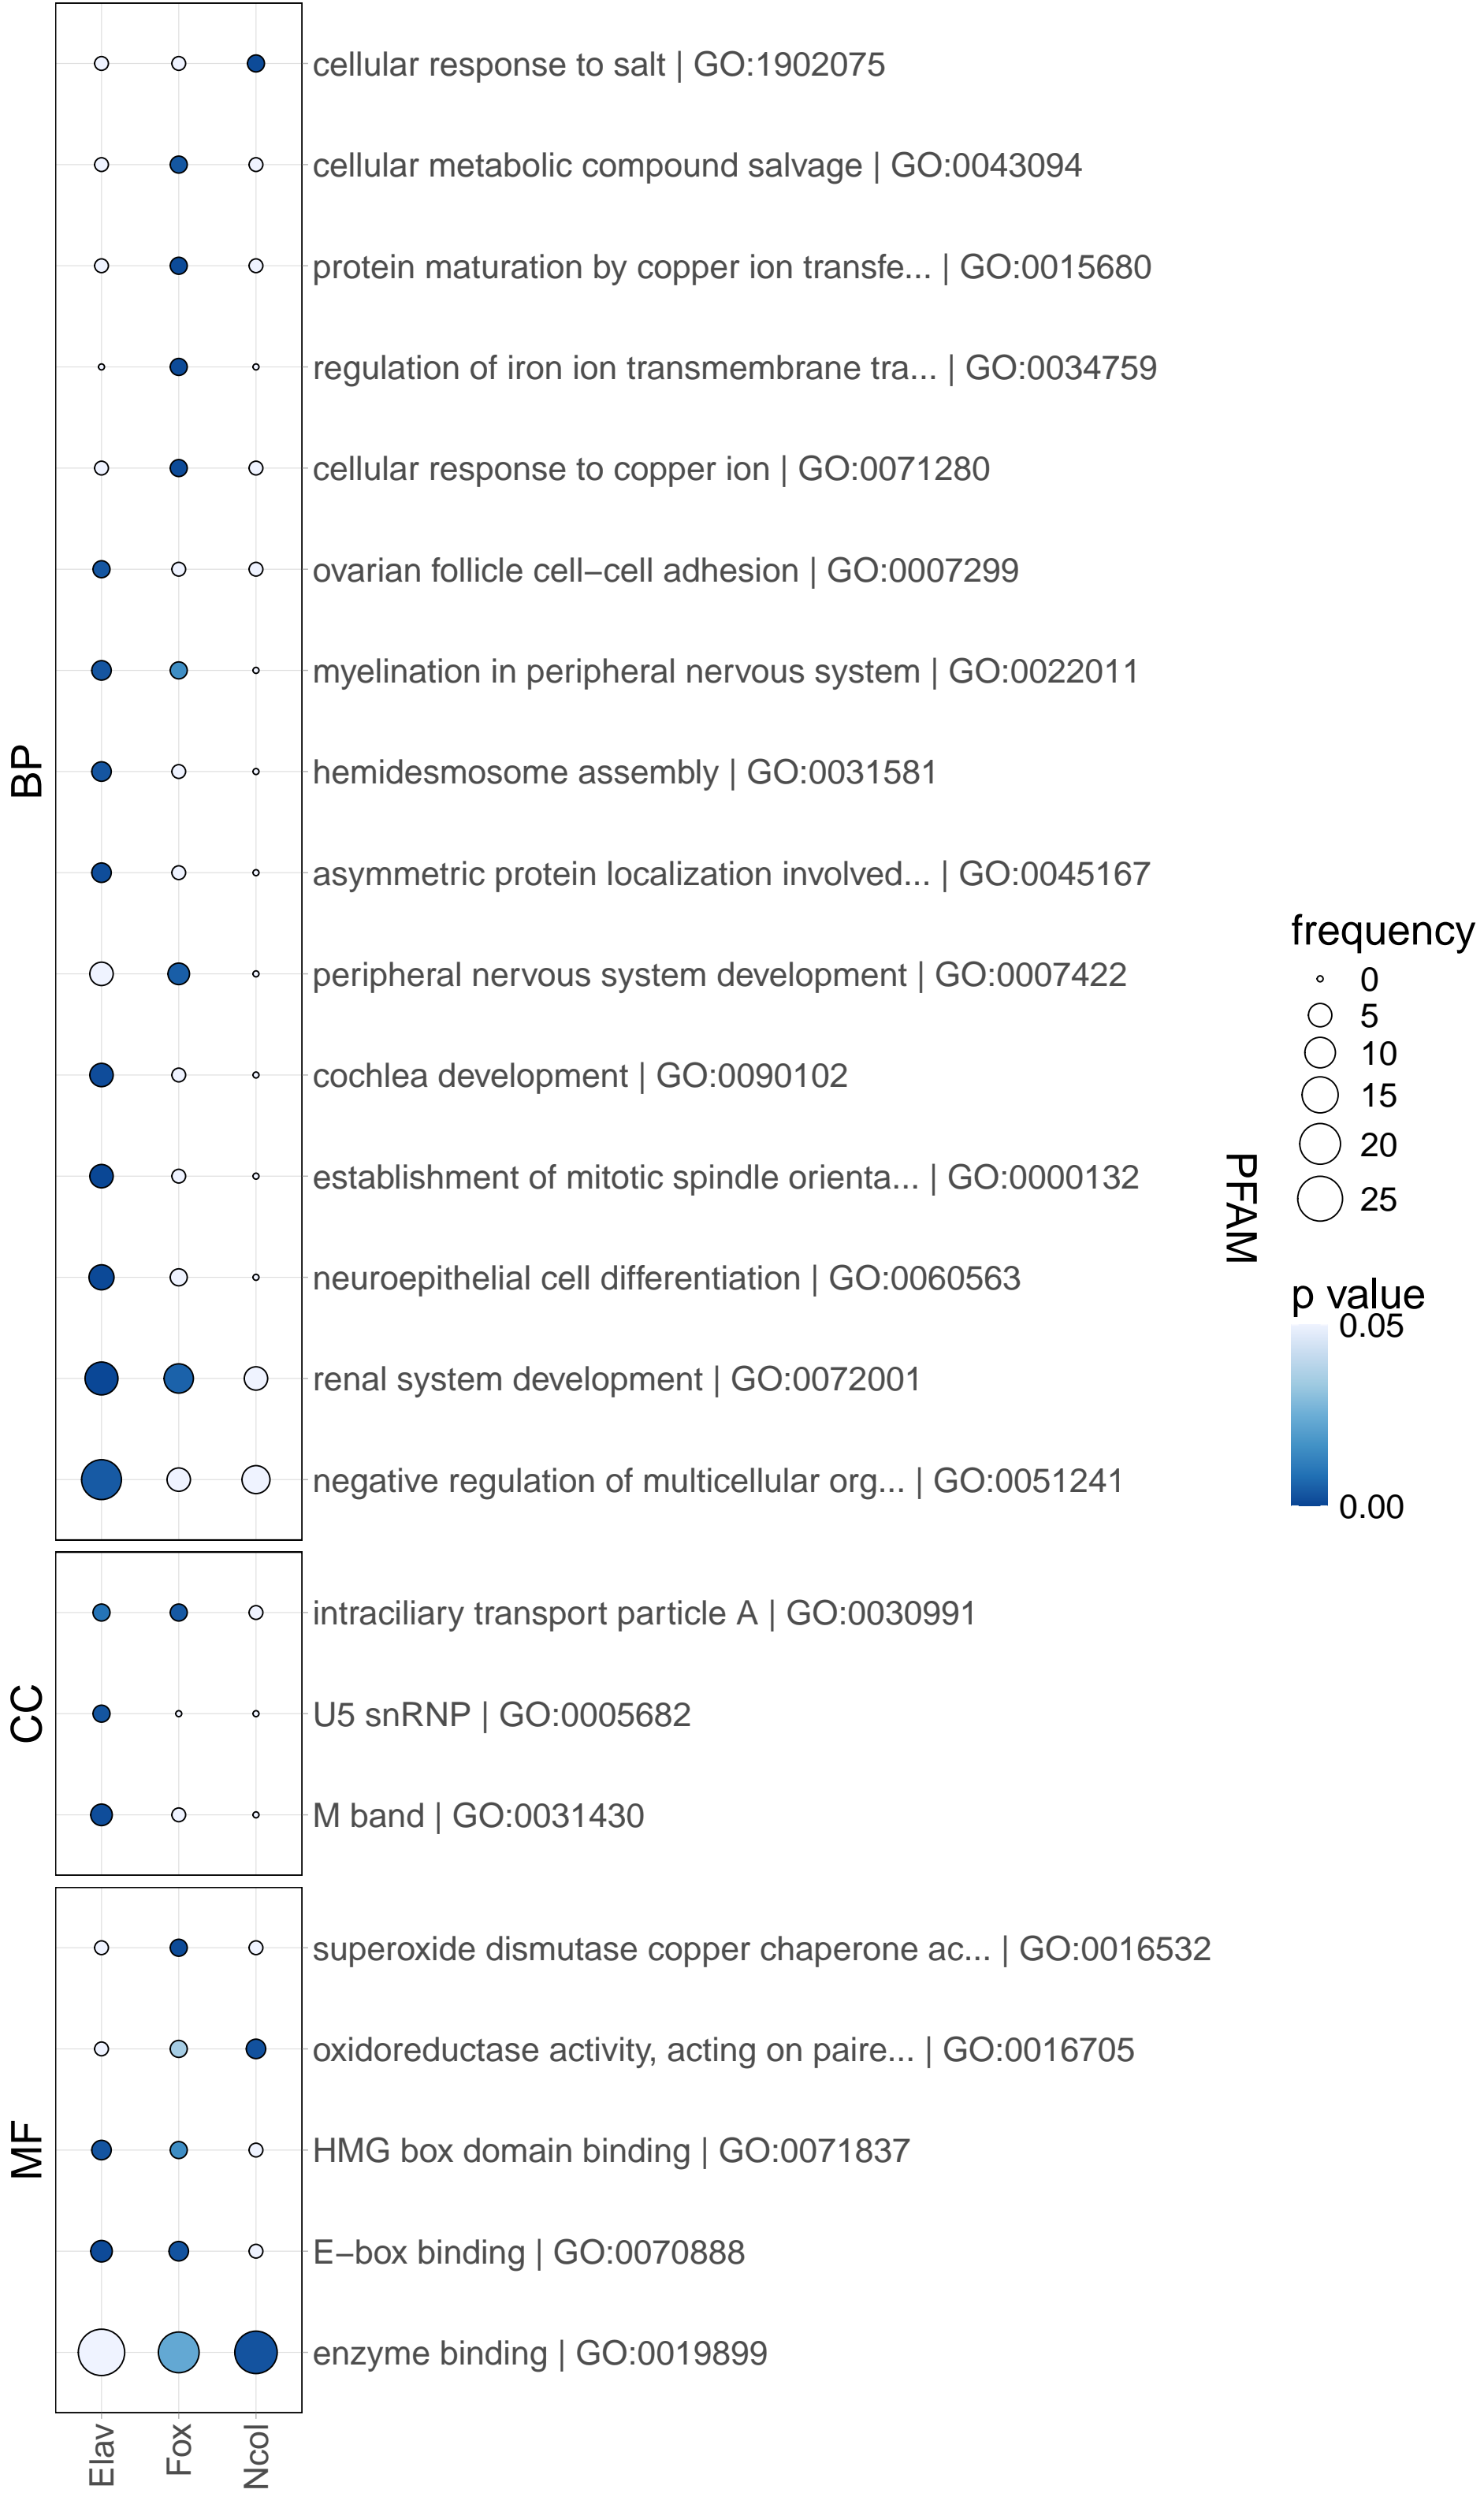 BP
cellular response to salt | GO:1902075
cellular metabolic compound salvage | GO:0043094
protein maturation by copper ion transfe... | GO:0015680
regulation of iron ion transmembrane tra... | GO:0034759
cellular response to copper ion | GO:0071280
ovarian follicle cell−cell adhesion | GO:0007299
myelination in peripheral nervous system | GO:0022011
hemidesmosome assembly | GO:0031581
asymmetric protein localization involved... | GO:0045167
peripheral nervous system development | GO:0007422
cochlea development | GO:0090102
establishment of mitotic spindle orienta... | GO:0000132
neuroepithelial cell differentiation | GO:0060563
renal system development | GO:0072001
negative regulation of multicellular org... | GO:0051241
CC
intraciliary transport particle A | GO:0030991
U5 snRNP | GO:0005682
M band | GO:0031430
MF
superoxide dismutase copper chaperone ac... | GO:0016532
oxidoreductase activity, acting on paire... | GO:0016705
HMG box domain binding | GO:0071837
E−box binding | GO:0070888
enzyme binding | GO:0019899
Elav
Fox
Ncol
PFAM
frequency
0
5
10
15
20
25
p value
0.05
0.00